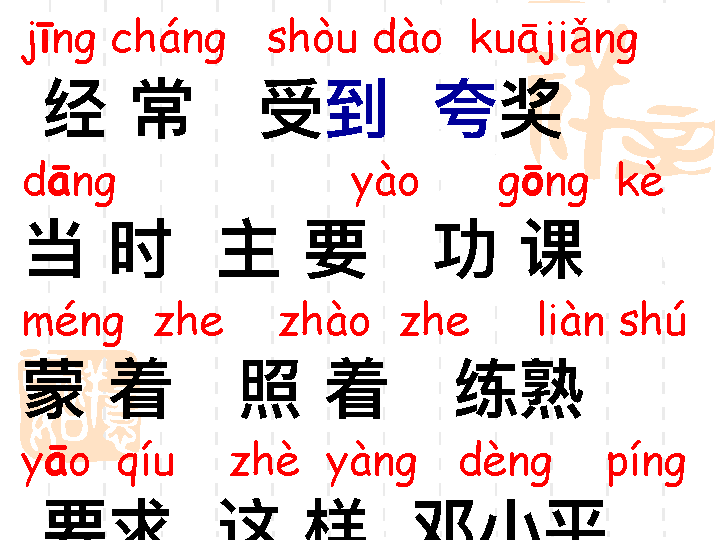 jīng cháng shòu dào kuājiǎng
经常 受到 夸奖
dāng yào gōng kè
当时 主要 功课
méng zhe zhào zhe liàn shú
蒙着 照着 练熟
yāo qíu zhè yàng dèng píng
要求 这样 邓小平